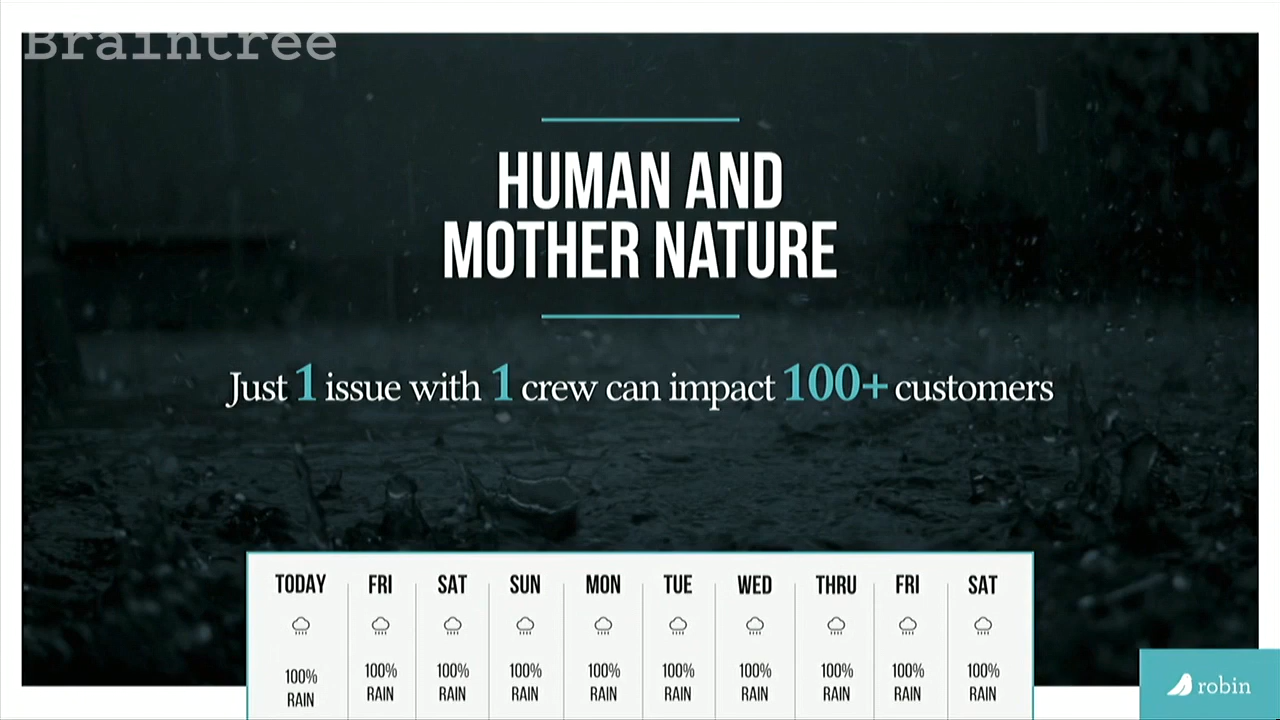 Braintree
HUMAN AND
MOTHER NATURE
Just 1 issue with 1 crew can impact 100+ customers
TODAY FRI SAT SUN MON TUE WED THRU FRI SAT
100% 100% 100% 100% 100% 100% 100% 100% 100% 100%
RAIN RAIN RAIN RAIN RAIN RAIN RAIN RAIN RAIN RAIN
robin